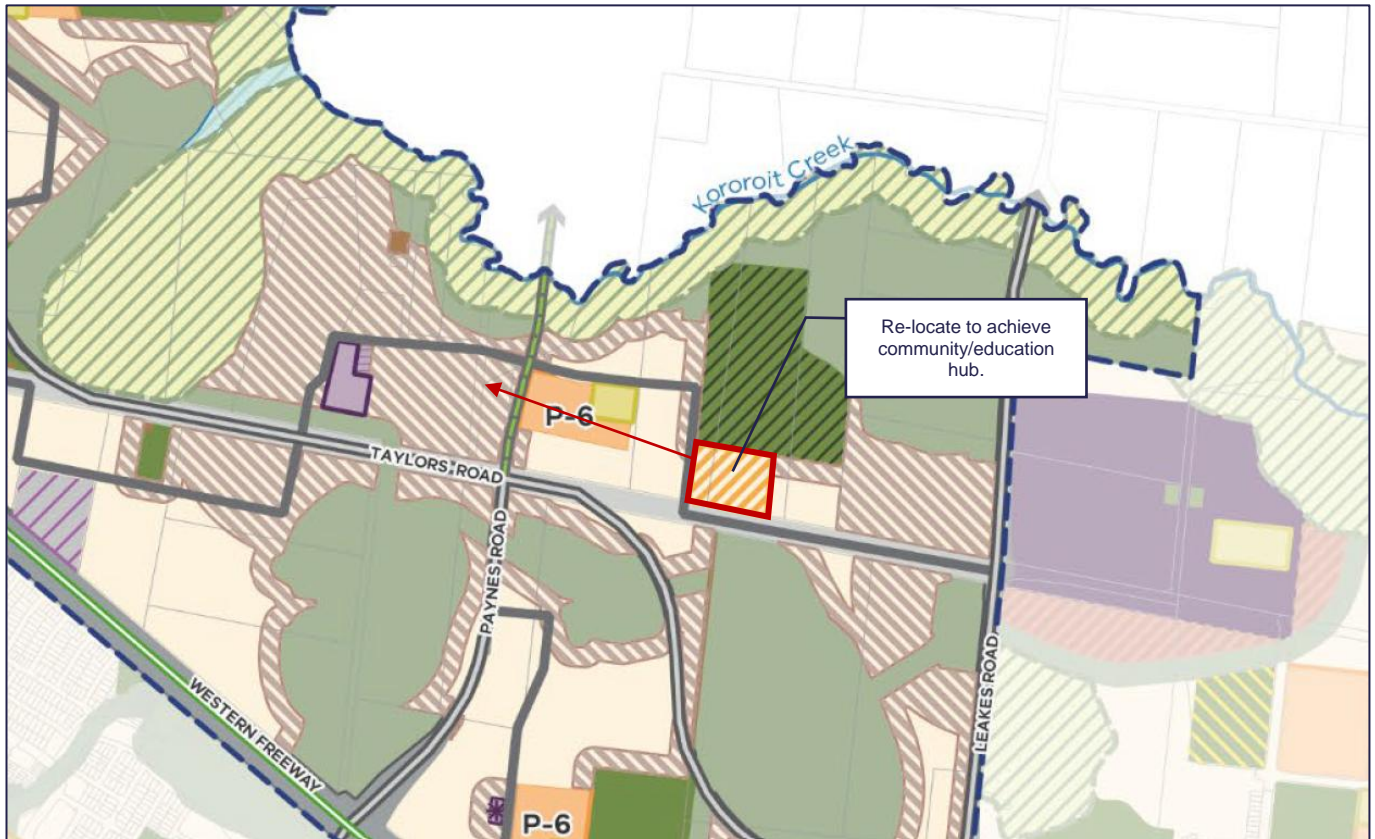 Kororoit Creek
Re-locate to achieve
community/education
hub.
P-6
TAYLORS ROAD
PAYNES ROAD
LEAKES ROAD
WESTERN FREEWAY
P-6